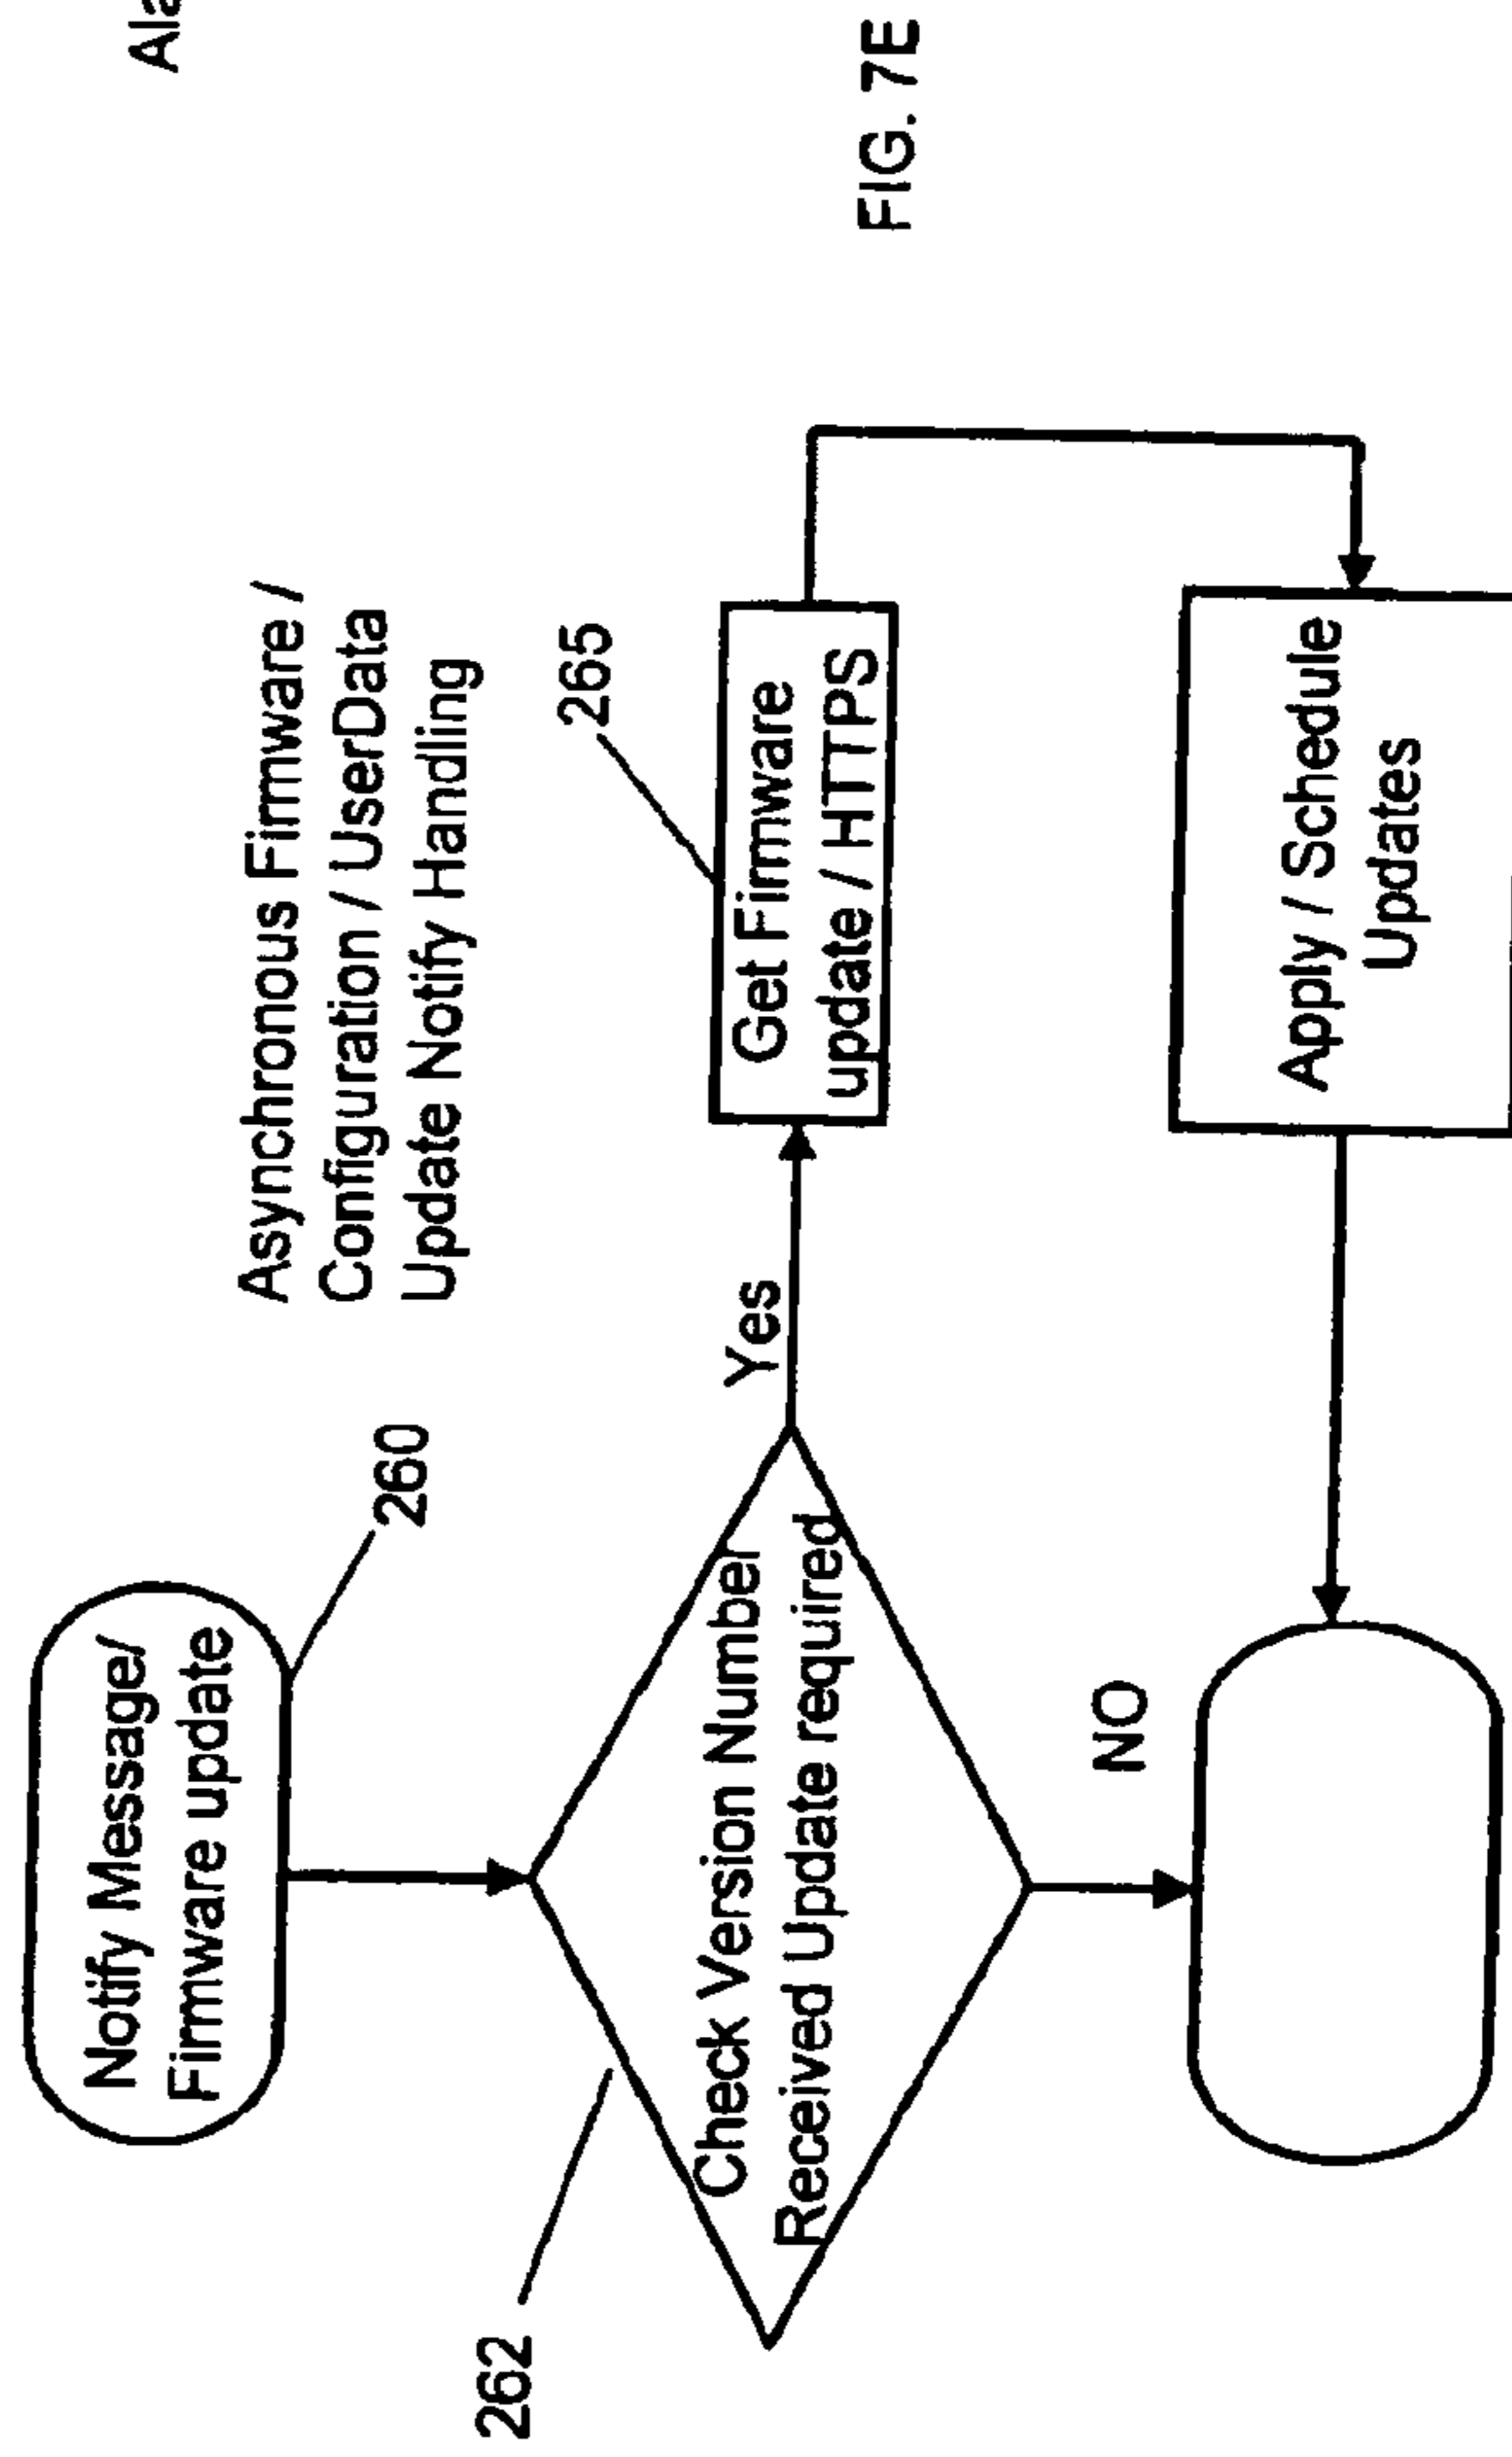 Notify Message/
Firmware update
260
Asynchronous Firmware /
Configuration / UserData
Update Notify Handling
262
Check Version Number
Received Update required
Yes
265
Get Firmware
update / HTTPS
NO
Apply / Schedule
Updates
FIG. 7E